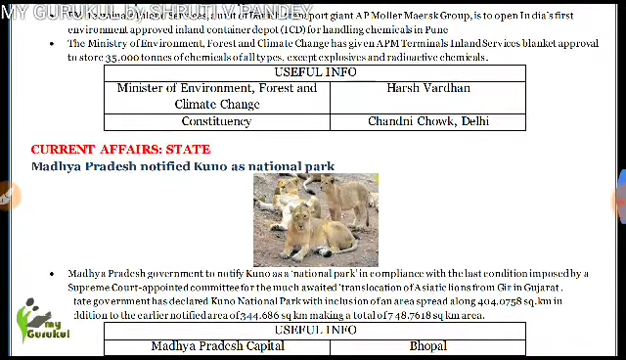 MY GURUKUL by SHRUTI V PANDEY
Services, a unit of transport giant A P Moller Maersk Group, is to open India's first
environment approved inland container depot (ICD) for handling chemicals in Pune
The Ministry of Environment, Forest and Climate Change has given APM Terminals Inland Services blanket approval
to store 35,000 tonnes of chemicals of all types, except explosives and radioactive chemicals.
USEFUL INFO
Minister of Environment, Forest and Climate Change Harsh Vardhan
Constituency Chandni Chowk, Delhi
CURRENT AFFAIRS: STATE
Madhya Pradesh notified Kuno as national park
Madhya Pradesh government to notify Kuno as a 'national park' in compliance with the last condition imposed by a
Supreme Court-appointed committee for the much awaited 'translocation of Asiatic lions from Gir in Gujarat.
tate government has declared Kuno National Park with inclusion of an area spread along 404.0758 sq.km in
ddition to the earlier notified area of 344.686 sq km making a total of 748.7618 sq km area.
my
Gurukul
USEFUL INFO
Madhya Pradesh Capital Bhopal